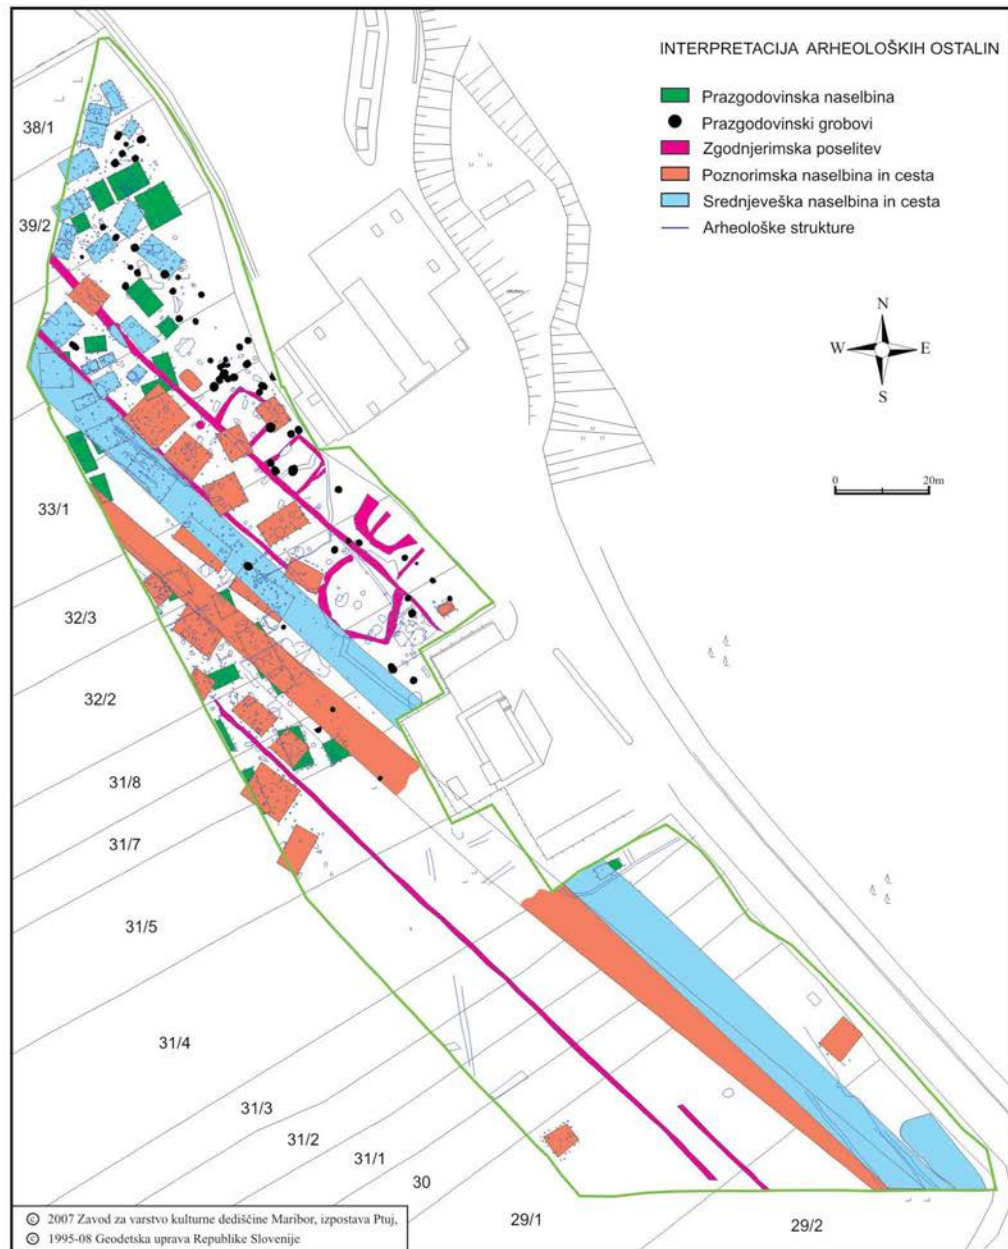 INTERPRETACIJA ARHEOLOŠKIH OSTALIN
Prazgodovinska naselbina
Prazgodovinski grobovi
Zgodnjerimska poselitev
Poznorimska naselbina in cesta
Srednjeveška naselbina in cesta
Arheološke strukture
N
W E
S
0 20m
38/1
39/2
33/1
32/3
32/2
31/8
31/7
31/5
31/4
31/3
31/2
31/1
30
29/1
29/2
© 2007 Zavod za varstvo kulturne dediščine Maribor, izpostava Ptuj,
© 1995-08 Geodetska uprava Republike Slovenije